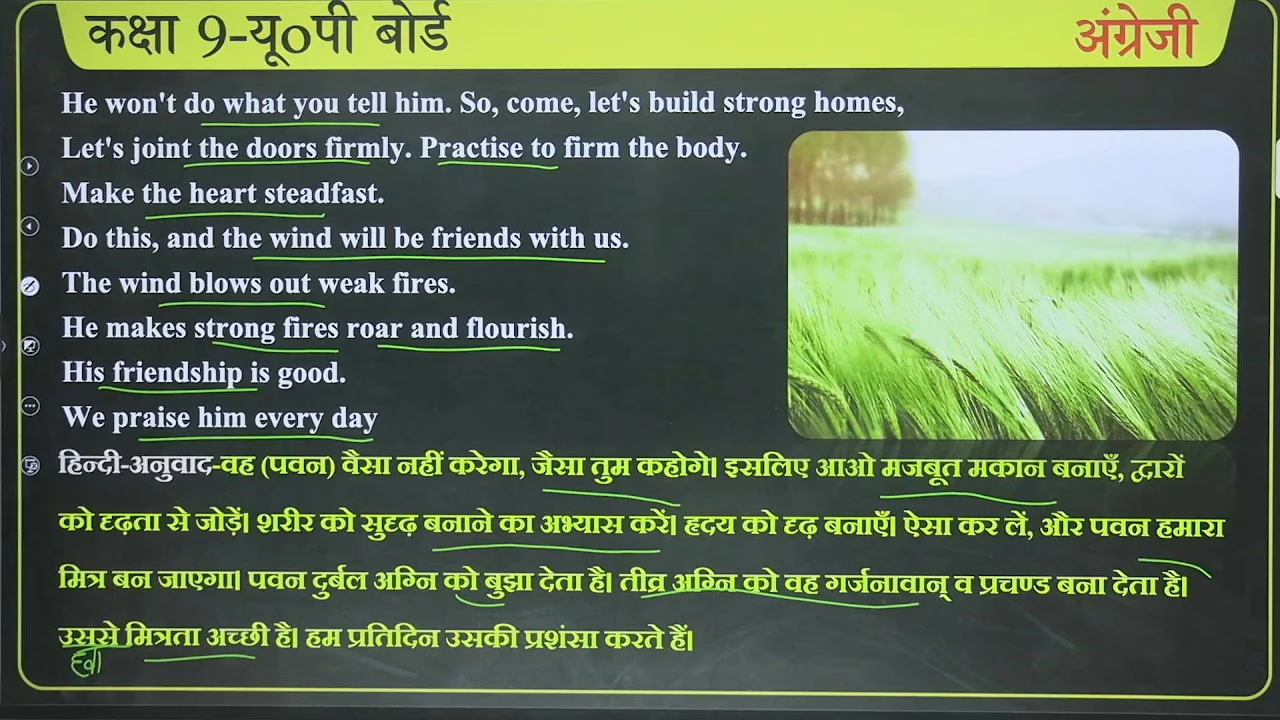 कक्षा 9-यू०पी बोर्ड
अंग्रेजी
He won't do what you tell him. So, come, let's build strong homes,
Let's joint the doors firmly. Practise to firm the body.
Make the heart steadfast.
Do this, and the wind will be friends with us.
The wind blows out weak fires.
He makes strong fires roar and flourish.
His friendship is good.
We praise him every day
हिन्दी-अनुवाद-वह (पवन) वैसा नहीं करेगा, जैसा तुम कहोगे। इसलिए आओ मजबूत मकान बनाएँ, द्वारों
को दृढ़ता से जोड़ें। शरीर को सुदृढ़ बनाने का अभ्यास करें। हृदय को दृढ़ बनाएँ। ऐसा कर लें, और पवन हमारा
मित्र बन जाएगा। पवन दुर्बल अग्नि को बुझा देता है। तीव्र अग्नि को वह गर्जनावान् व प्रचण्ड बना देता है।
उससे मित्रता अच्छी है। हम प्रतिदिन उसकी प्रशंसा करते हैं।
हवा